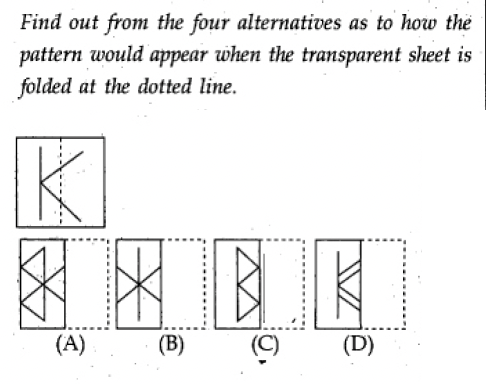 Find out from the four alternatives as to how the
pattern would appear when the transparent sheet is
folded at the dotted line.
(A) (B) (C) (D)